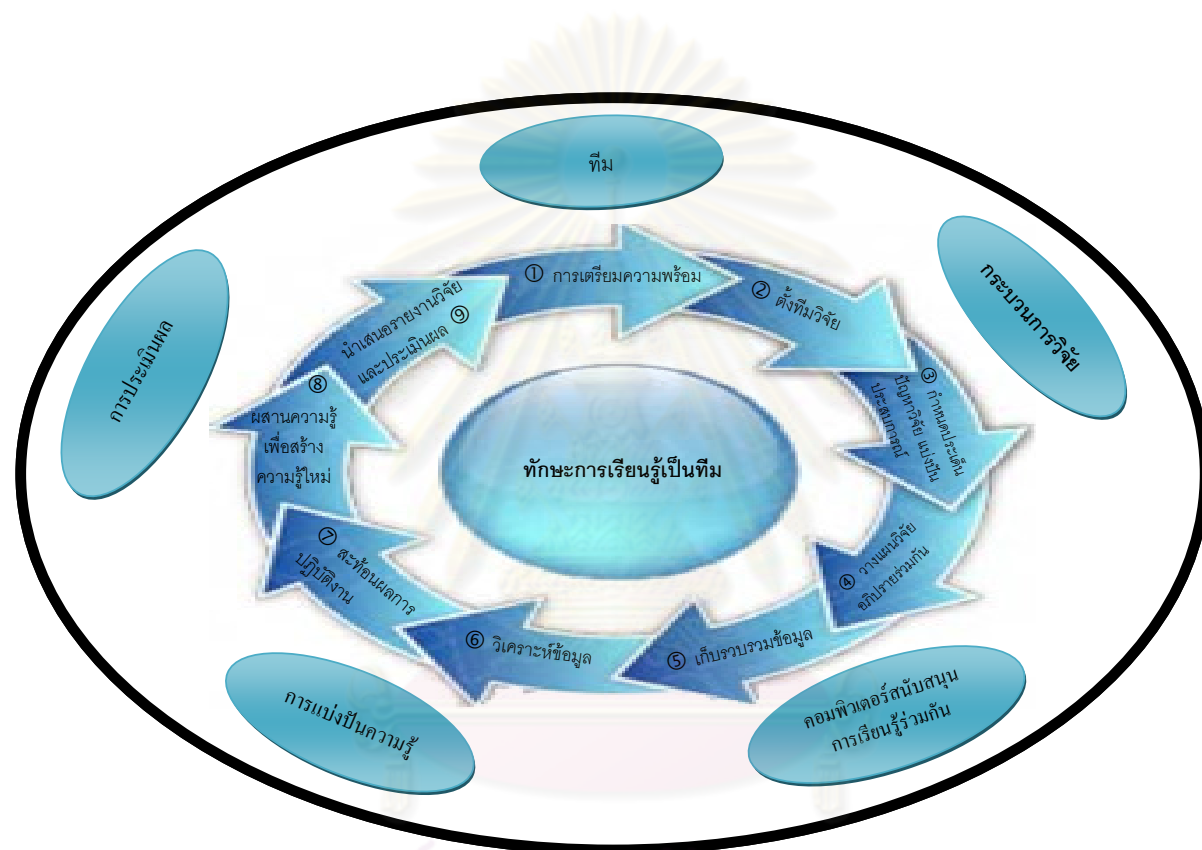 ทีม
กระบวนการวิจัย
คอมพิวเตอร์สนับสนุน
การเรียนรู้ร่วมกัน
การแบ่งปันความรู้
การประเมินผล
① การเตรียมความพร้อม
② ตั้งทีมวิจัย
③ กำหนดประเด็น
ปัญหาวิจัย แบ่งปัน
ประสบการณ์
④ วางแผนวิจัย
อภิปรายร่วมกัน
⑤ เก็บรวบรวมข้อมูล
⑥ วิเคราะห์ข้อมูล
⑦ สะท้อนผลการ
ปฏิบัติงาน
⑧
ผสานความรู้
เพื่อสร้าง
ความรู้ใหม่
นำเสนอรายงานวิจัย
และประเมินผล ⑨
ทักษะการเรียนรู้เป็นทีม